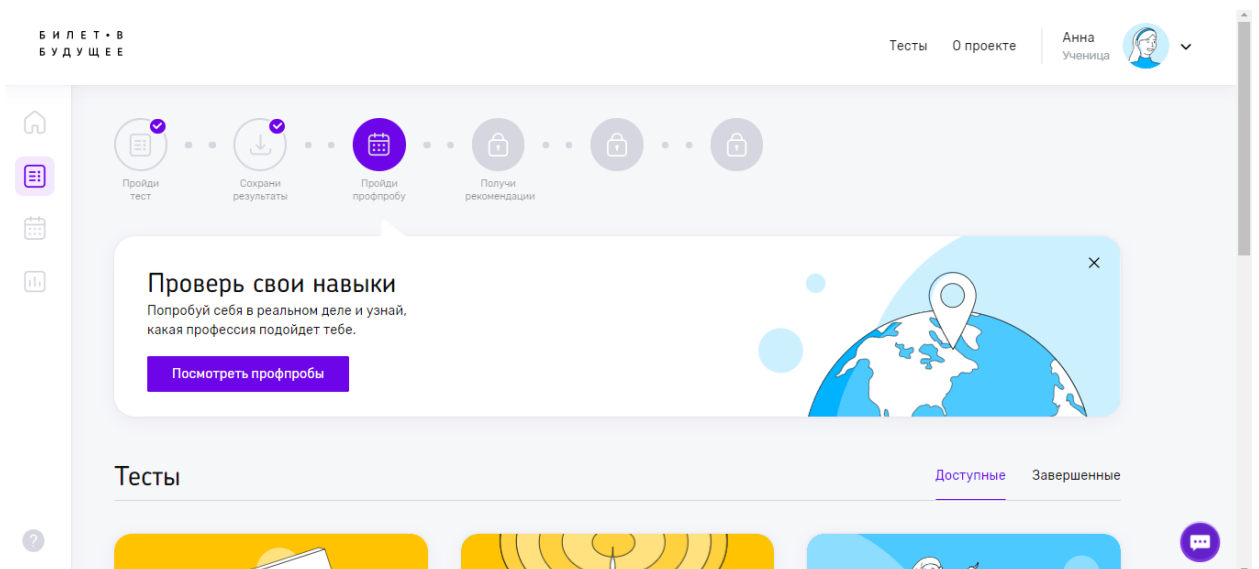 БИЛЕТ•В
БУДУЩЕЕ
Тесты О проекте
Анна
Ученица
Пройди
тест
Сохрани
результаты
Пройди
профпробу
Получи
рекомендации
Проверь свои навыки
Попробуй себя в реальном деле и узнай,
какая профессия подойдет тебе.
Посмотреть профпробы
Тесты
Доступные Завершенные
?